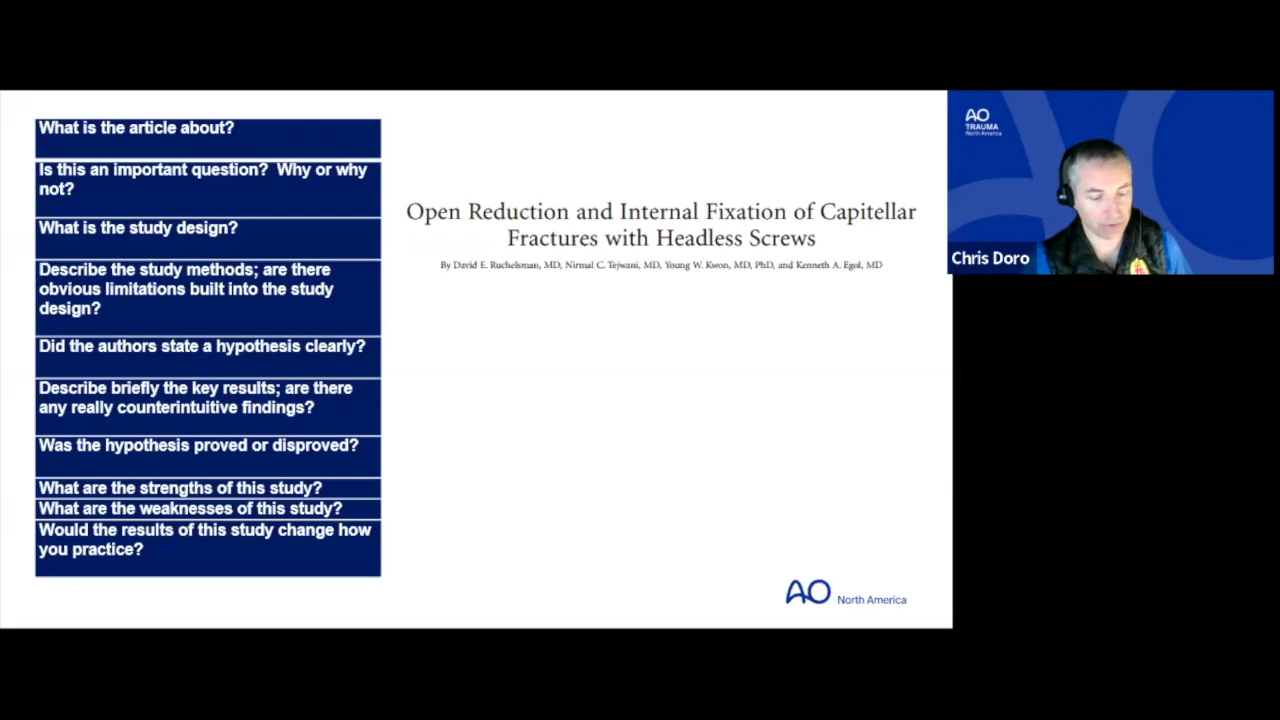 What is the article about?
Is this an important question? Why or why
not?
What is the study design?
Describe the study methods; are there
obvious limitations built into the study
design?
Did the authors state a hypothesis clearly?
Describe briefly the key results; are there
any really counterintuitive findings?
Was the hypothesis proved or disproved?
What are the strengths of this study?
What are the weaknesses of this study?
Would the results of this study change how
you practice?
Open Reduction and Internal Fixation of Capitellar
Fractures with Headless Screws
By David E. Ruchelsman, MD, Nirmal C. Tejwani, MD, Young W. Kwon, MD, PhD, and Kenneth A. Egol, MD
AO North America
AO
TRAUMA
North America
Chris Doro